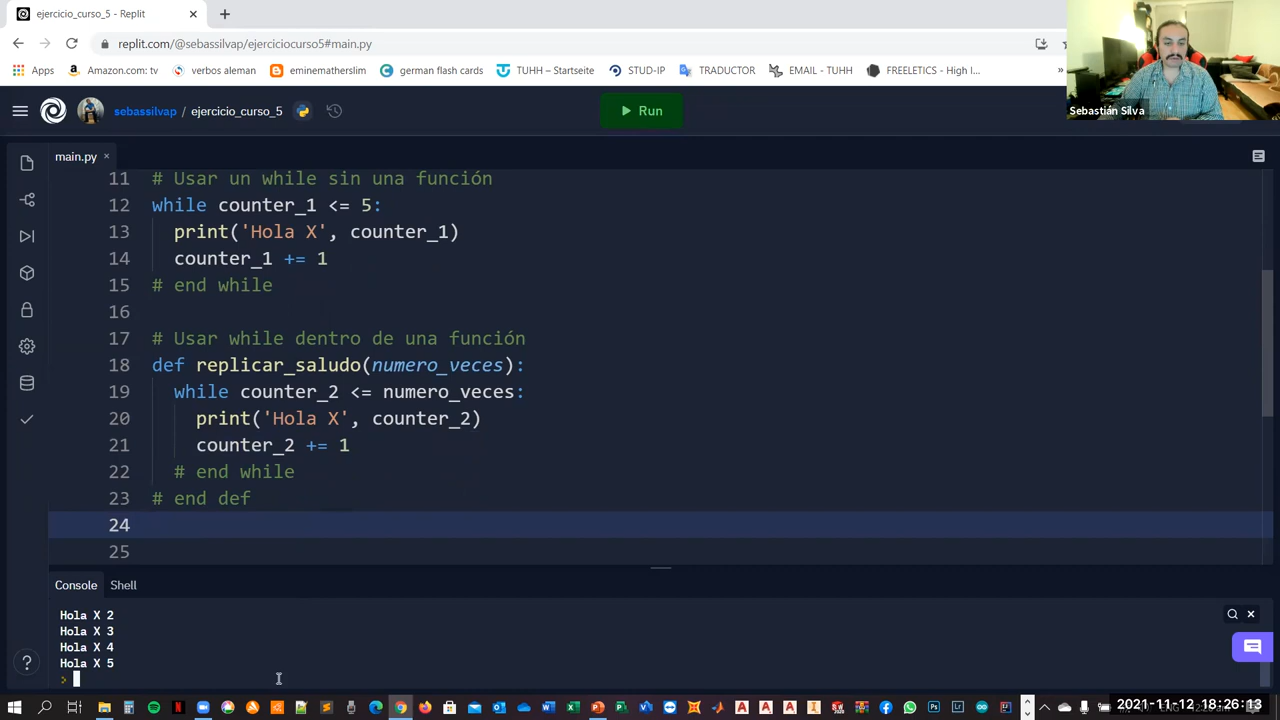 ejercicio_curso_5 - Replit
replit.com/@sebassilvap/ejerciciocurso5#main.py
Apps
Amazon.com: tv
verbos aleman
eminematherslim
german flash cards
TUHH – Startseite
STUD-IP
TRADUCTOR
EMAIL - TUHH
FREELETICS - High I...
»
Sebastián Silva
sebassilvap / ejercicio_curso_5
Run
main.py
11 # Usar un while sin una función
12 while counter_1 <= 5:
13 print('Hola X', counter_1)
14 counter_1 += 1
15 # end while
16
17 # Usar while dentro de una función
18 def replicar_saludo(numero_veces):
19 while counter_2 <= numero_veces:
20 print('Hola X', counter_2)
21 counter_2 += 1
22 # end while
23 # end def
24
25
Console
Shell
Hola X 2
Hola X 3
Hola X 4
Hola X 5
2021-11-12 18:26:13